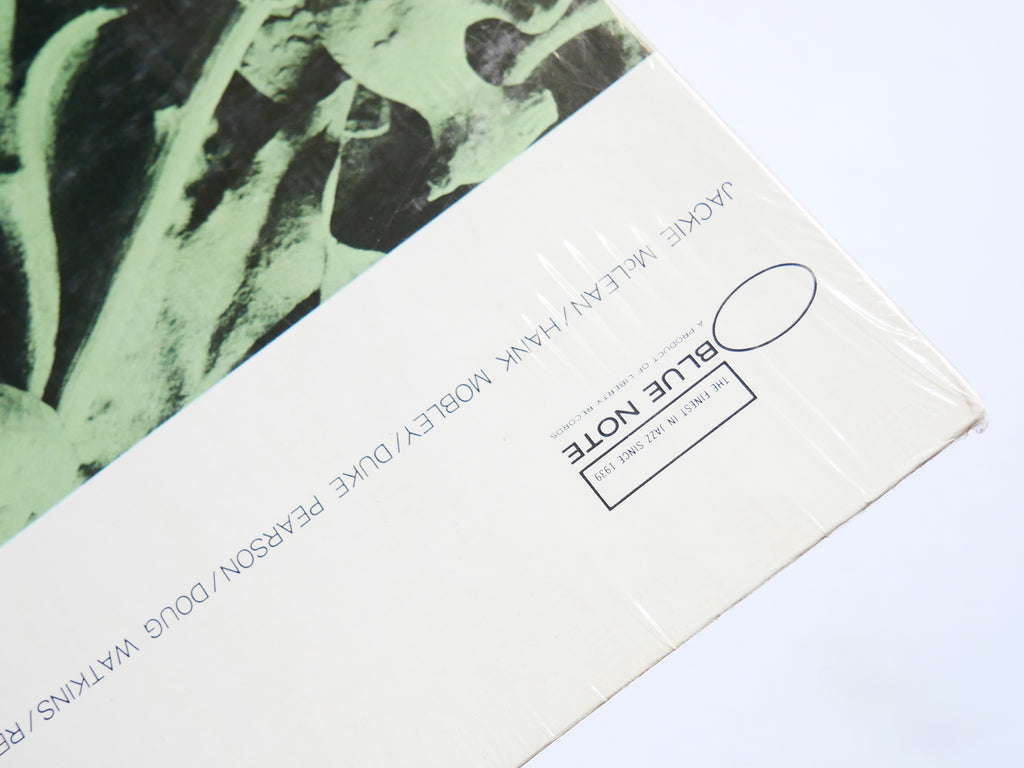 JACKIE McLEAN/HANK MOBLEY/DUKE PEARSON/DOUG WATKINS/RE
A PRODUCT OF LIBERTY RECORDS
BLUE NOTE
THE FINEST IN JAZZ SINCE 1939